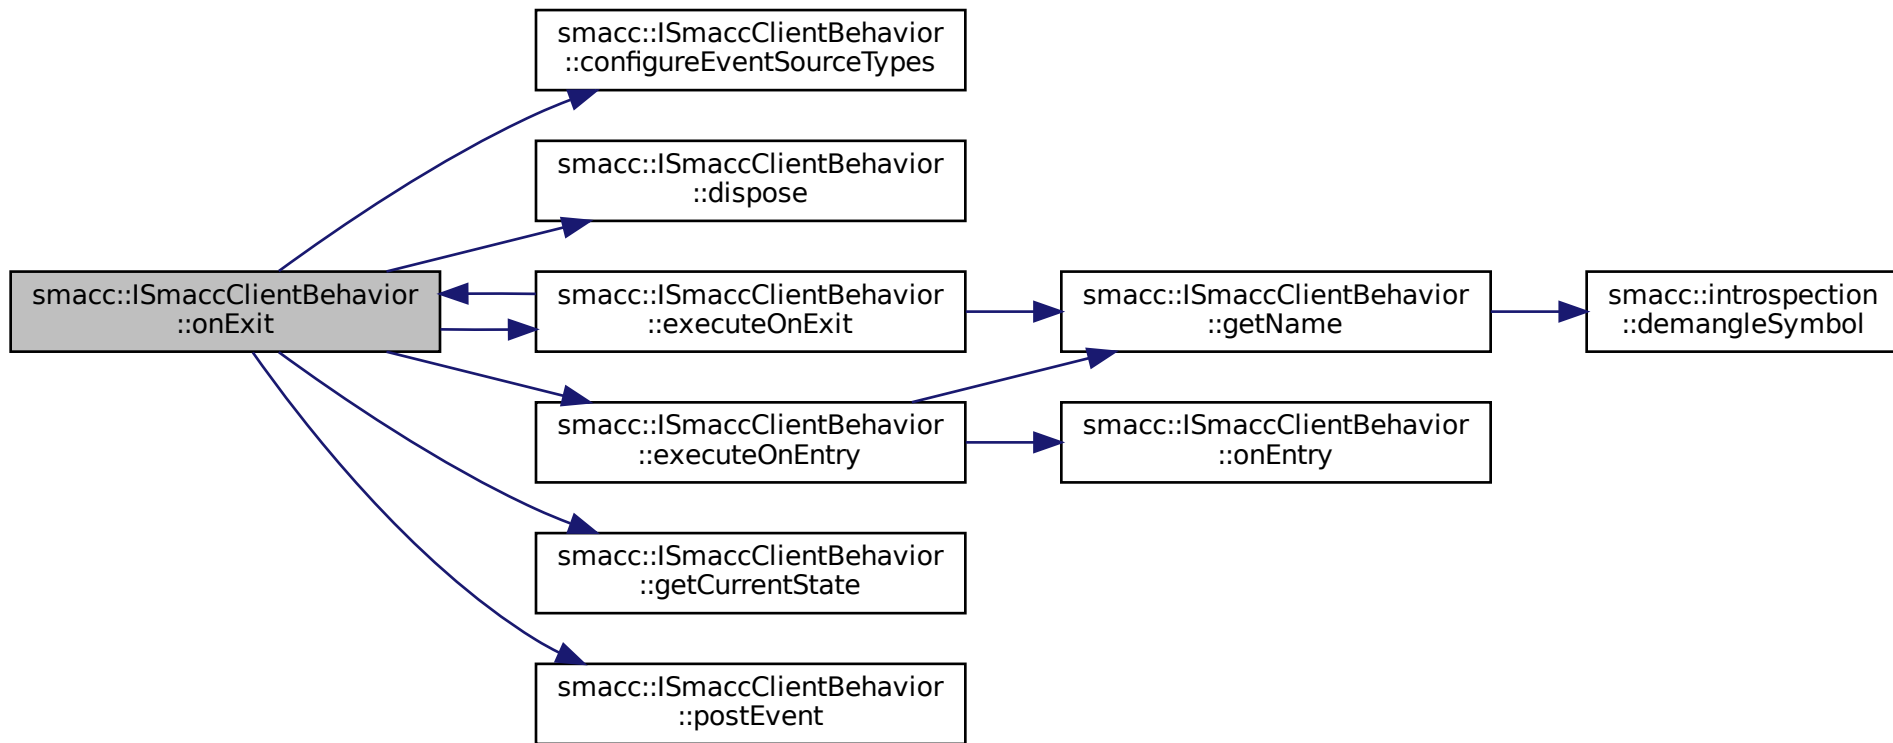 smacc::ISmaccClientBehavior
::configureEventSourceTypes
smacc::ISmaccClientBehavior
::dispose
smacc::ISmaccClientBehavior
::onExit
smacc::ISmaccClientBehavior
::executeOnExit
smacc::ISmaccClientBehavior
::getName
smacc::introspection
::demangleSymbol
smacc::ISmaccClientBehavior
::executeOnEntry
smacc::ISmaccClientBehavior
::onEntry
smacc::ISmaccClientBehavior
::getCurrentState
smacc::ISmaccClientBehavior
::postEvent